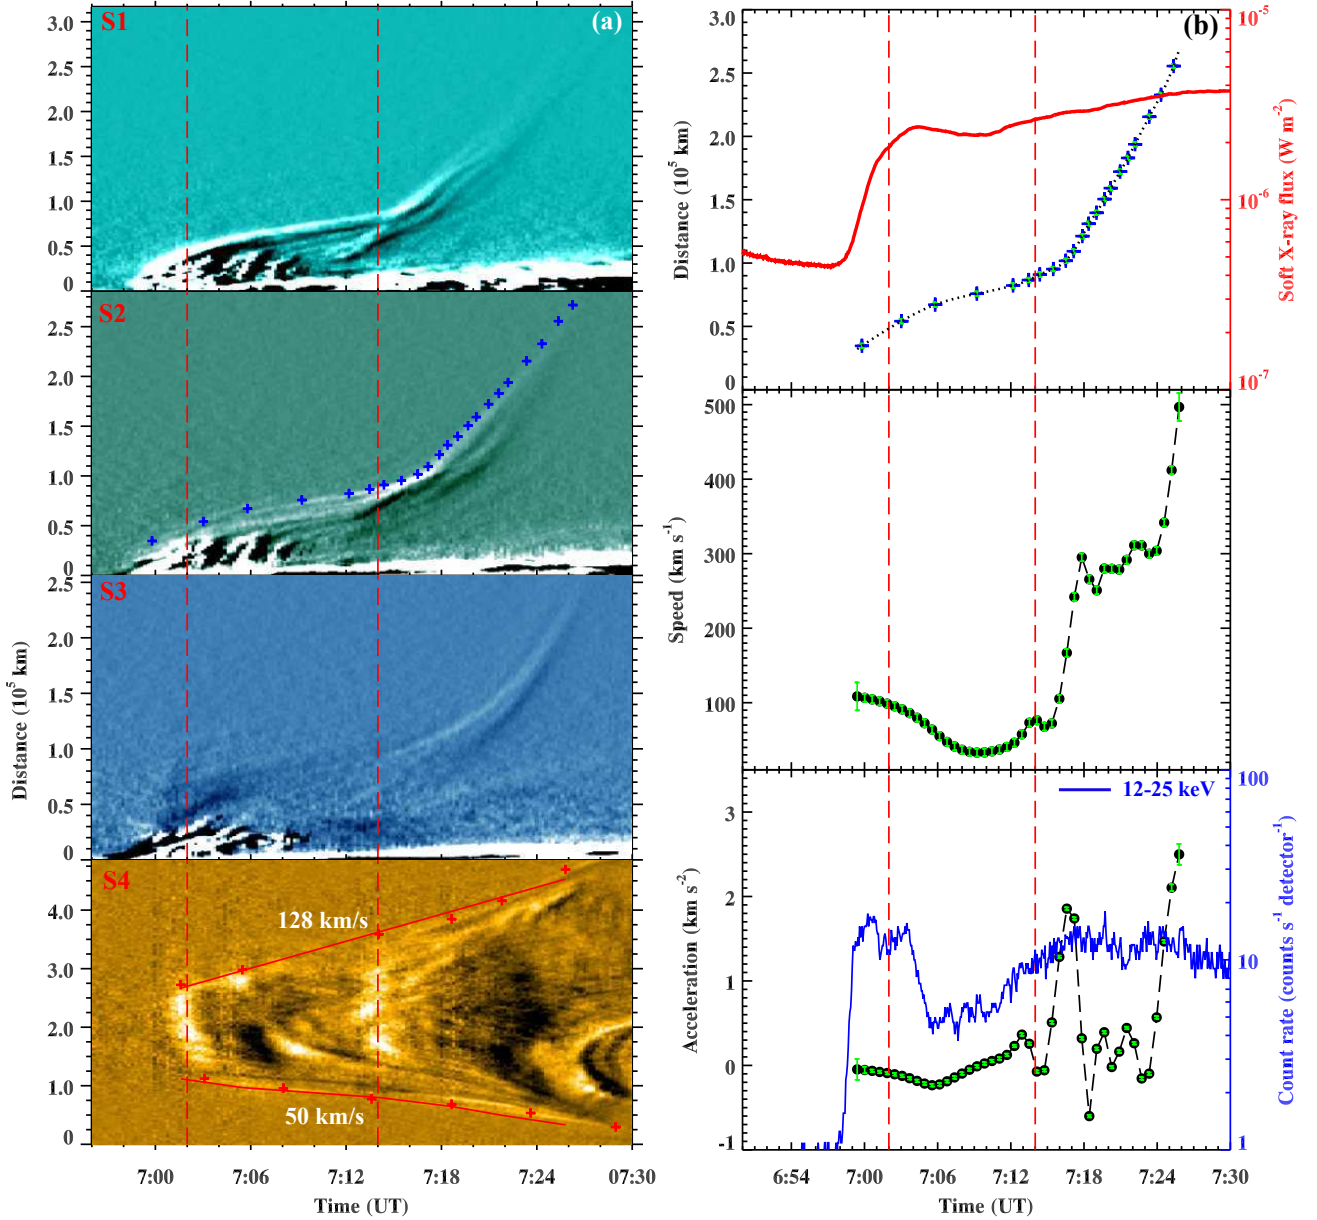 S1
(a)
3.0
2.5
2.0
1.5
1.0
0.5
0
S2
2.5
2.0
1.5
1.0
0.5
0
S3
2.5
2.0
1.5
1.0
0.5
0
S4
128 km/s
50 km/s
4.0
3.0
2.0
1.0
0
Distance (10⁵ km)
7:00 7:06 7:12 7:18 7:24 07:30
Time (UT)
(b)
3.0
2.5
2.0
1.5
1.0
0.5
0
Distance (10⁵ km)
10⁻⁵
10⁻⁶
10⁻⁷
Soft X-ray flux (W m⁻²)
500
400
300
200
100
Speed (km s⁻¹)
12-25 keV
3
2
1
0
-1
Acceleration (km s⁻²)
100
10
1
Count rate (counts s⁻¹ detector⁻¹)
6:54 7:00 7:06 7:12 7:18 7:24 7:30
Time (UT)